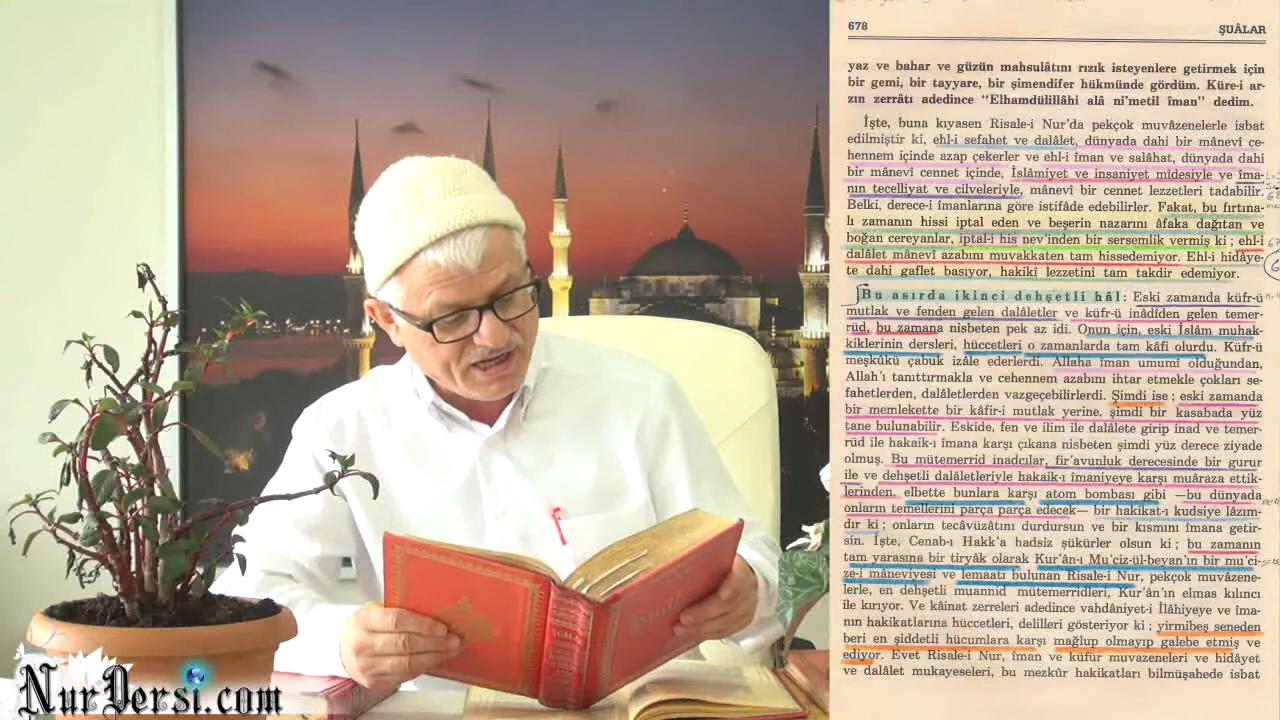 678
ŞUÂLAR
yaz ve bahar ve güzün mahsulâtını rızık isteyenlere getirmek için
bir gemi, bir tayyare, bir şimendifer hükmünde gördüm. Küre-i ar-
zın zerrâtı adedince "Elhamdülillâhi alâ ni'metil îman" dedim.
İşte, buna kıyasen Risale-i Nur'da pekçok muvâzenelerle isbat
edilmiştir ki, ehl-i sefahet ve dalâlet, dünyada dahi bir mânevî ce-
hennem içinde azap çekerler ve ehl-i îman ve salâhat, dünyada dahi
bir mânevî cennet içinde, İslâmiyet ve insaniyet midesiyle ve îma-
nın tecelliyat ve cilveleriyle, mânevî bir cennet lezzetleri tadabilir.
Belki, derece-i îmanlarına göre istifade edebilirler. Fakat, bu fırtına-
lı zamanın hissi iptal eden ve beşerin nazarını âfaka dağıtan ve
boğan cereyanlar, iptal-i his nev'inden bir sersemlik vermiş ki ; ehl-i
dalâlet mânevî azabını muvakkaten tam hissedemiyor. Ehl-i hidâye-
te dahi gaflet basıyor, hakikî lezzetini tam takdir edemiyor.
Bu asırda ikinci dehşetli hâl : Eski zamanda küfr-ü
mutlak ve fenden gelen dalâletler ve küfr-ü inâdîden gelen temer-
rüd, bu zamana nisbeten pek az idi. Onun için, eski İslâm muhak-
kiklerinin dersleri, hüccetleri o zamanlarda tam kâfi olurdu. Küfr-ü
meşkûkü çabuk izâle ederlerdi. Allaha îman umumî olduğundan,
Allah'ı tanıttırmakla ve cehennem azabını ihtar etmekle çokları se-
fahetlerden, dalâletlerden vazgeçebilirlerdi. Şimdi ise ; eski zamanda
bir memlekette bir kâfir-i mutlak yerine, şimdi bir kasabada yüz
tane bulunabilir. Eskide, fen ve ilim ile dalâlete girip inad ve temer-
rüd ile hakaik-ı îmana karşı çıkana nisbeten şimdi yüz derece ziyade
olmuş. Bu mütemerrid inadcılar, fir'avunluk derecesinde bir gurur
ile ve dehşetli dalâletleriyle hakaik-ı îmaniyeye karşı muâraza ettik-
lerinden, elbette bunlara karşı atom bombası gibi —bu dünyada
onların temellerini parça parça edecek— bir hakikat-ı kudsiye lâzım-
dır ki ; onların tecâvüzâtını durdursun ve bir kısmını îmana getir-
sin. İşte, Cenab-ı Hakk'a hadsiz şükürler olsun ki ; bu zamanın
tam yarasına bir tiryâk olarak Kur'ân-ı Mu'ciz-ül-beyan'ın bir mu'ci-
ze-i mâneviyesi ve lemaatı bulunan Risale-i Nur, pekçok muvâzene-
lerle, en dehşetli muannid mütemerridleri, Kur'ân'ın elmas kılıncı
ile kırıyor. Ve kâinat zerreleri adedince vahdâniyet-i İlâhiyeye ve îma-
nın hakikatlarına hüccetleri, delilleri gösteriyor ki ; yirmibeş seneden
beri en şiddetli hücumlara karşı mağlup olmayıp galebe etmiş ve
ediyor. Evet Risale-i Nur, îman ve küfür muvazeneleri ve hidâyet
ve dalâlet mukayeseleri, bu mezkûr hakikatları bilmüşahede isbat
NurDersi.com